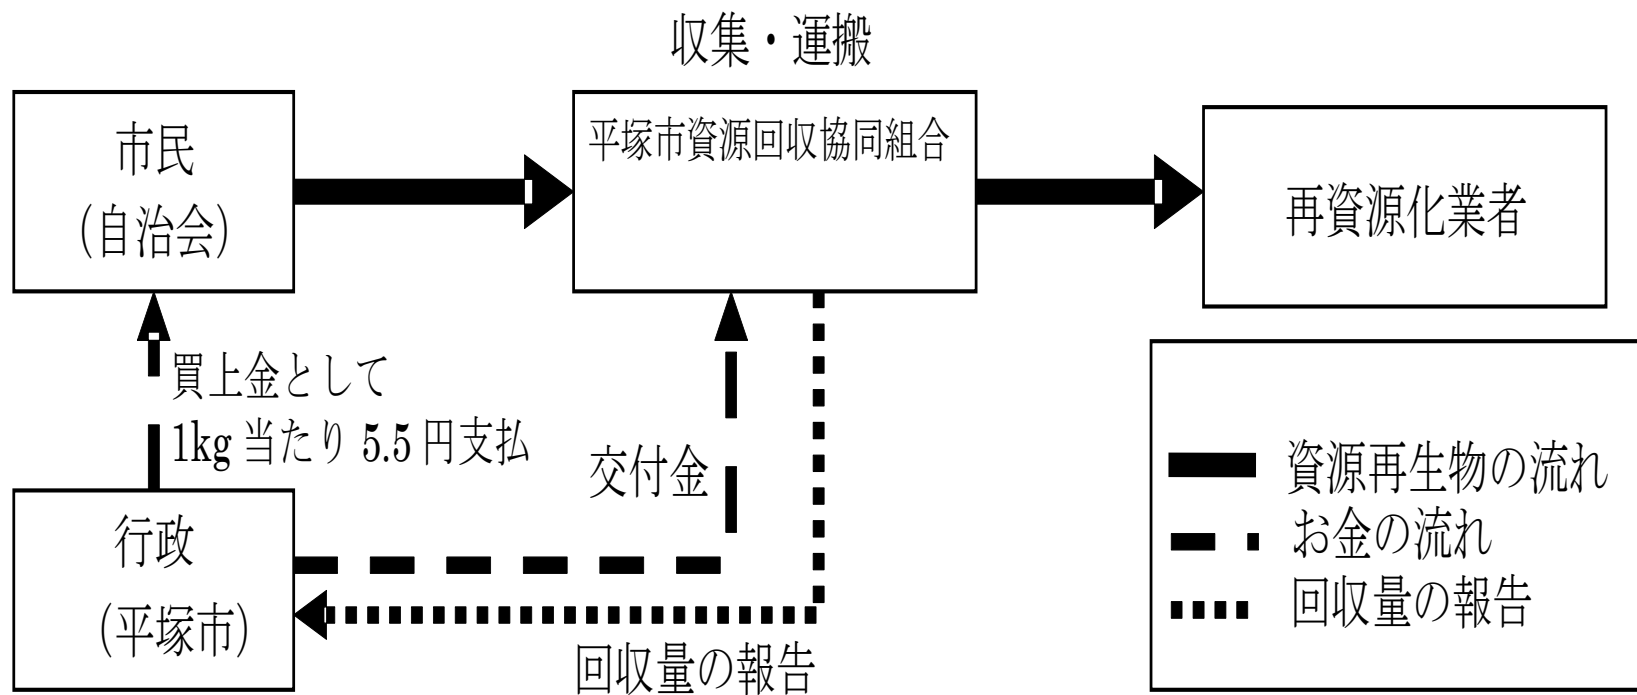 収集・運搬
市民
(自治会)
平塚市資源回収協同組合
再資源化業者
買上金として
1kg 当たり 5.5 円支払
交付金
行政
(平塚市)
回収量の報告
資源再生物の流れ
お金の流れ
回収量の報告